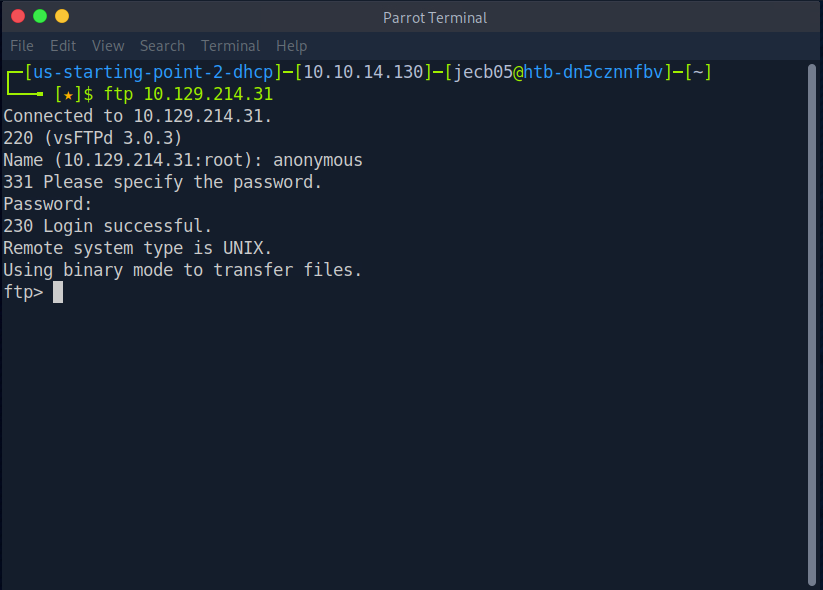 Parrot Terminal
File Edit View Search Terminal Help
┌─[us-starting-point-2-dhcp]─[10.10.14.130]─[jecb05@htb-dn5cznnfbv]─[~]
└──╼ [★]$ ftp 10.129.214.31
Connected to 10.129.214.31.
220 (vsFTPd 3.0.3)
Name (10.129.214.31:root): anonymous
331 Please specify the password.
Password:
230 Login successful.
Remote system type is UNIX.
Using binary mode to transfer files.
ftp>